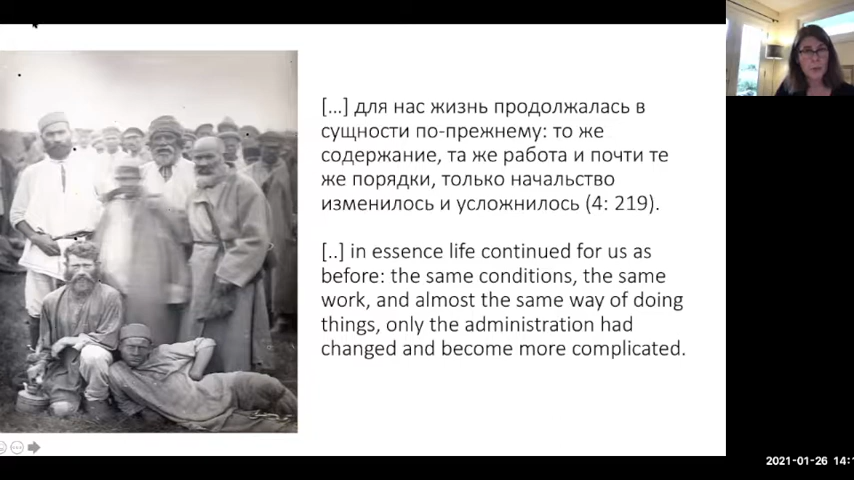 [...] для нас жизнь продолжалась в
сущности по-прежнему: то же
содержание, та же работа и почти те
же порядки, только начальство
изменилось и усложнилось (4: 219).
[..] in essence life continued for us as
before: the same conditions, the same
work, and almost the same way of doing
things, only the administration had
changed and become more complicated.
2021-01-26 14:1